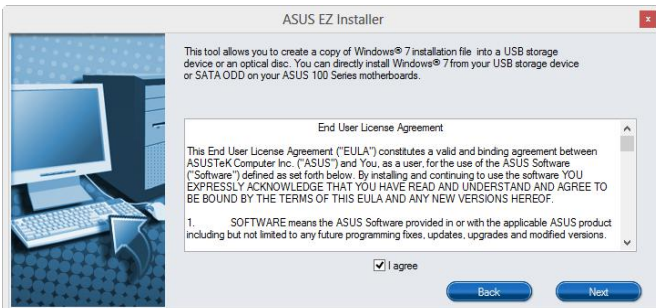 ASUS EZ Installer
x
This tool allows you to create a copy of Windows® 7 installation file into a USB storage
device or an optical disc. You can directly install Windows® 7 from your USB storage device
or SATA ODD on your ASUS 100 Series motherboards.
End User License Agreement
This End User License Agreement ("EULA") constitutes a valid and binding agreement between
ASUSTeK Computer Inc. ("ASUS") and You, as a user, for the use of the ASUS Software
("Software") defined as set forth below. By installing and continuing to use the software YOU
EXPRESSLY ACKNOWLEDGE THAT YOU HAVE READ AND UNDERSTAND AND AGREE TO
BE BOUND BY THE TERMS OF THIS EULA AND ANY NEW VERSIONS HEREOF.
1. SOFTWARE means the ASUS Software provided in or with the applicable ASUS product
including but not limited to any future programming fixes, updates, upgrades and modified versions.
I agree
Back Next